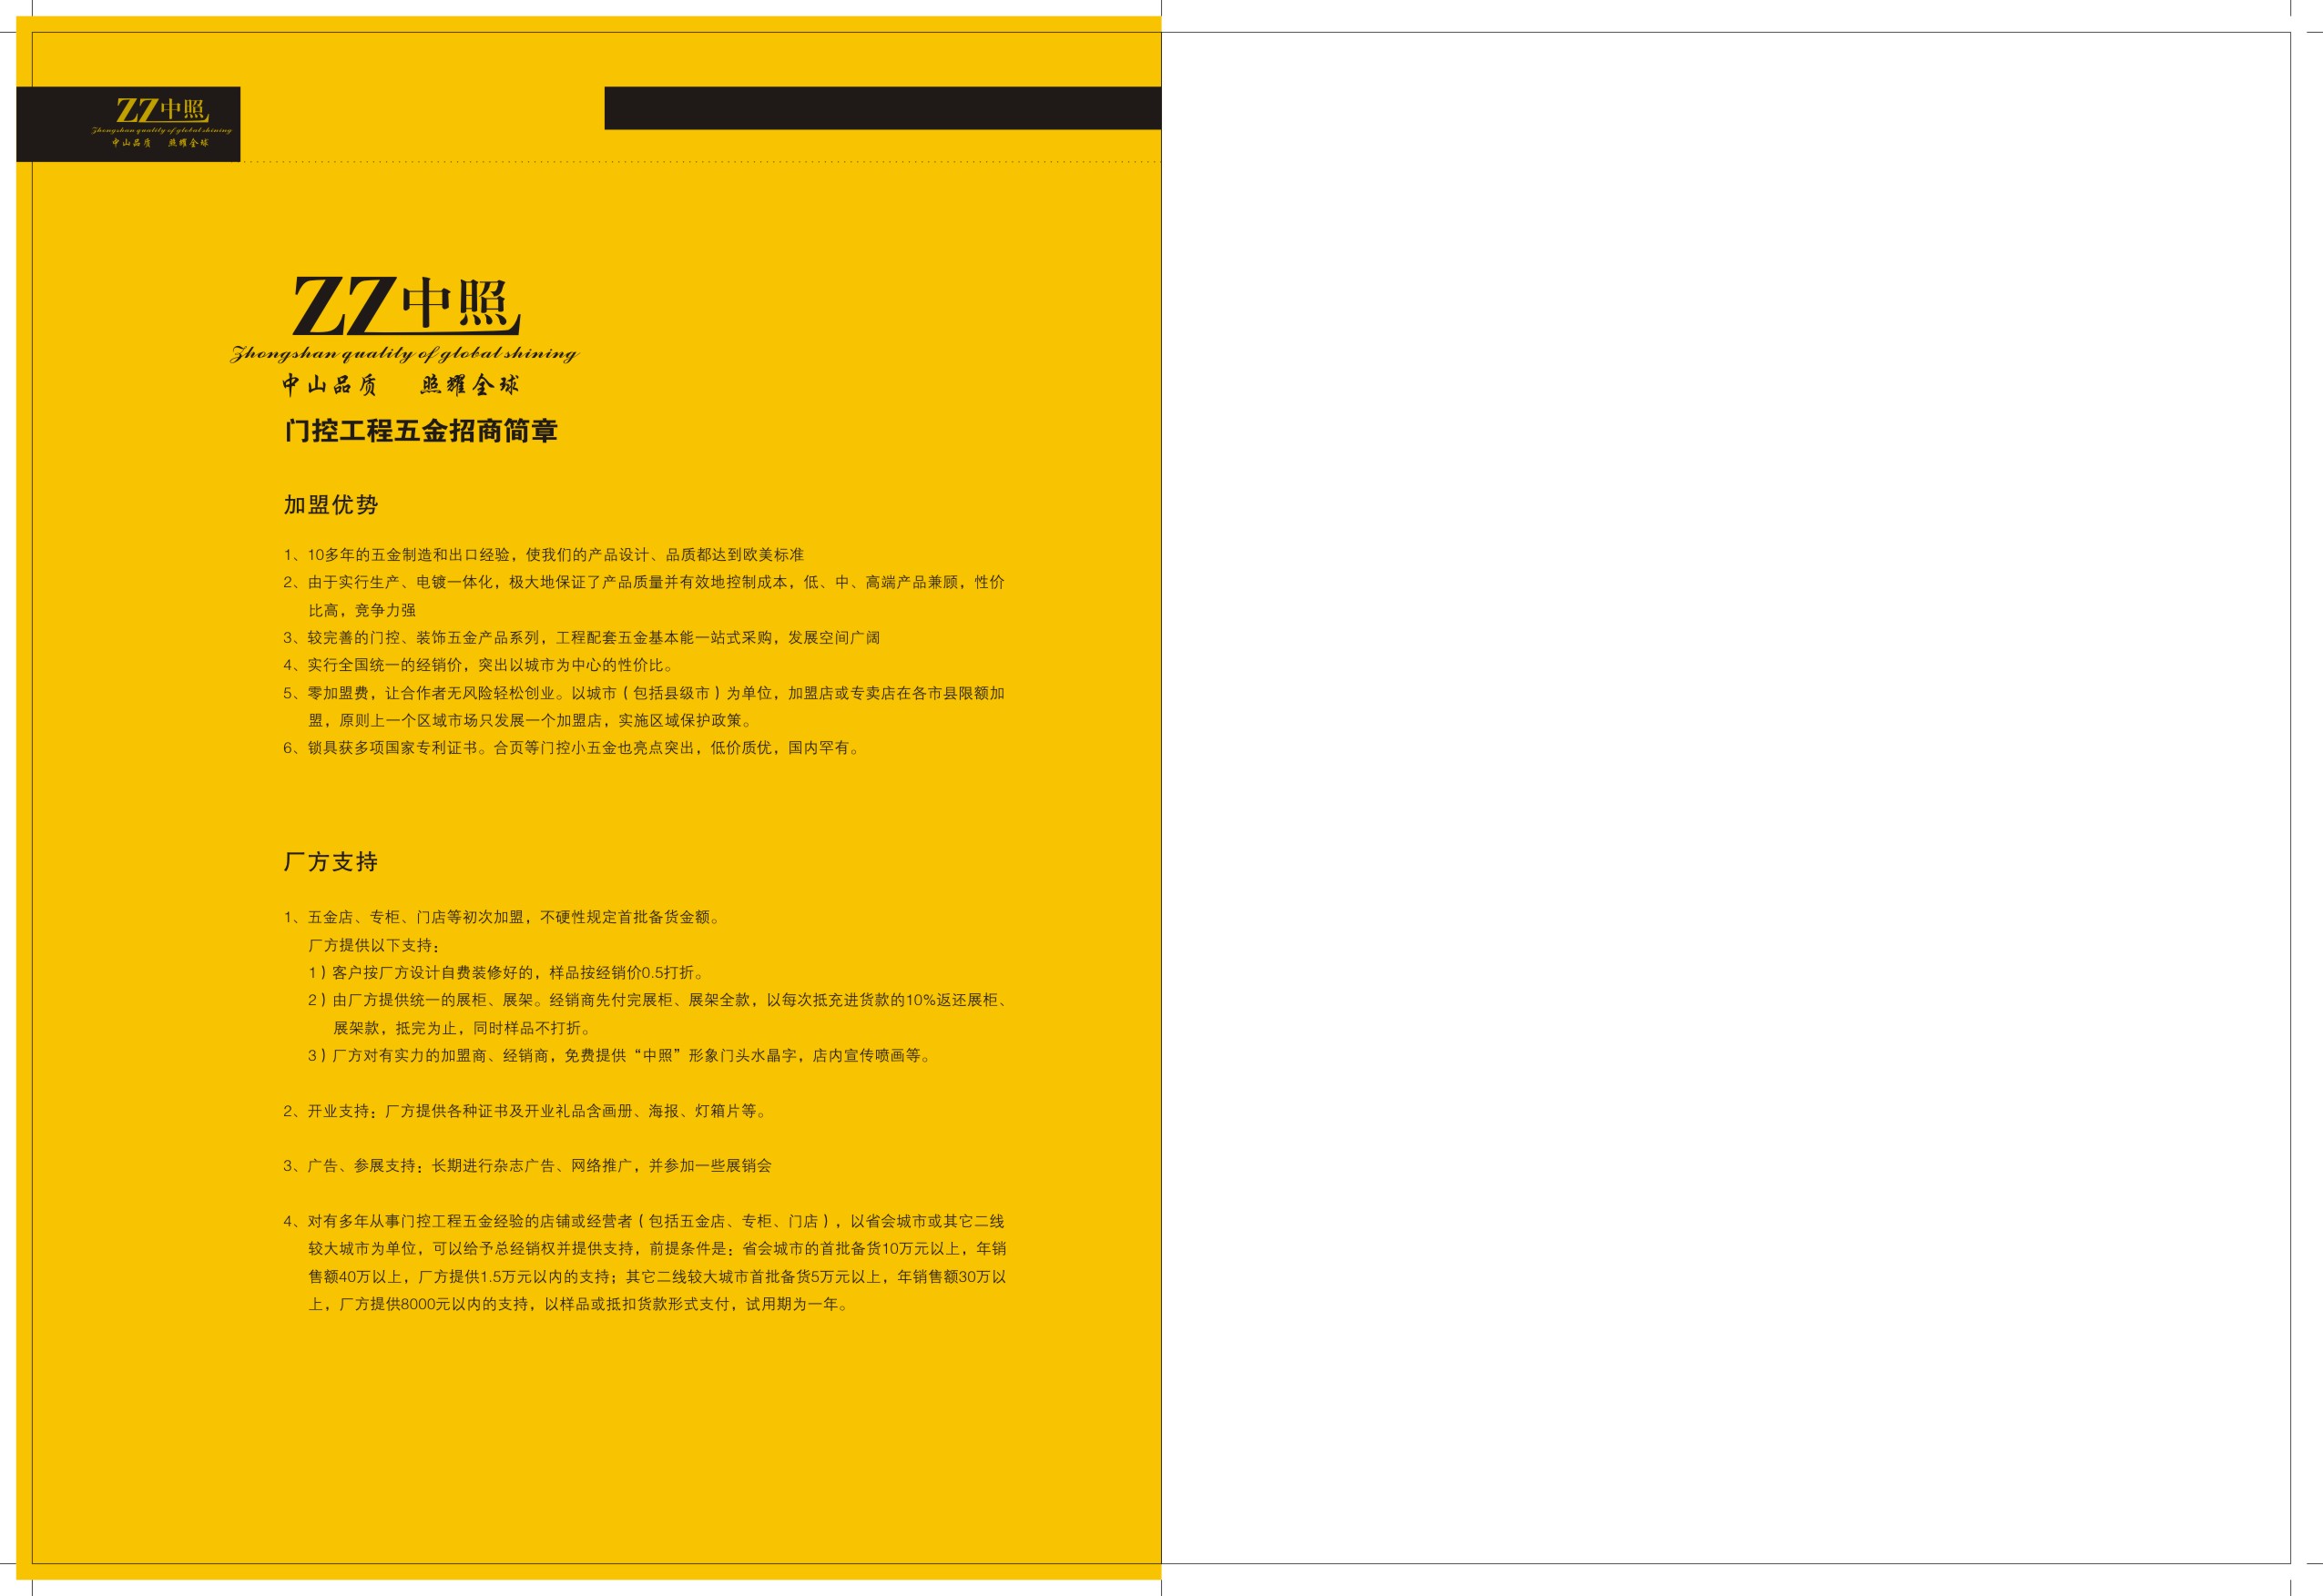 ZZ中照
Zhongshan quality of global shining
中山品质 照耀全球
ZZ中照
Zhongshan quality of global shining
中山品质 照耀全球
门控工程五金招商简章
加盟优势
1、10多年的五金制造和出口经验，使我们的产品设计、品质都达到欧美标准
2、由于实行生产、电镀一体化，极大地保证了产品质量并有效地控制成本，低、中、高端产品兼顾，性价
比高，竞争力强
3、较完善的门控、装饰五金产品系列，工程配套五金基本能一站式采购，发展空间广阔
4、实行全国统一的经销价，突出以城市为中心的性价比。
5、零加盟费，让合作者无风险轻松创业。以城市（包括县级市）为单位，加盟店或专卖店在各市县限额加
盟，原则上一个区域市场只发展一个加盟店，实施区域保护政策。
6、锁具获多项国家专利证书。合页等门控小五金也亮点突出，低价质优，国内罕有。
厂方支持
1、五金店、专柜、门店等初次加盟，不硬性规定首批备货金额。
厂方提供以下支持：
1）客户按厂方设计自费装修好的，样品按经销价0.5打折。
2）由厂方提供统一的展柜、展架。经销商先付完展柜、展架全款，以每次抵充进货款的10%返还展柜、
展架款，抵完为止，同时样品不打折。
3）厂方对有实力的加盟商、经销商，免费提供“中照”形象门头水晶字，店内宣传喷画等。
2、开业支持：厂方提供各种证书及开业礼品含画册、海报、灯箱片等。
3、广告、参展支持：长期进行杂志广告、网络推广，并参加一些展销会
4、对有多年从事门控工程五金经验的店铺或经营者（包括五金店、专柜、门店），以省会城市或其它二线
较大城市为单位，可以给予总经销权并提供支持，前提条件是：省会城市的首批备货10万元以上，年销
售额40万以上，厂方提供1.5万元以内的支持；其它二线较大城市首批备货5万元以上，年销售额30万以
上，厂方提供8000元以内的支持，以样品或抵扣货款形式支付，试用期为一年。